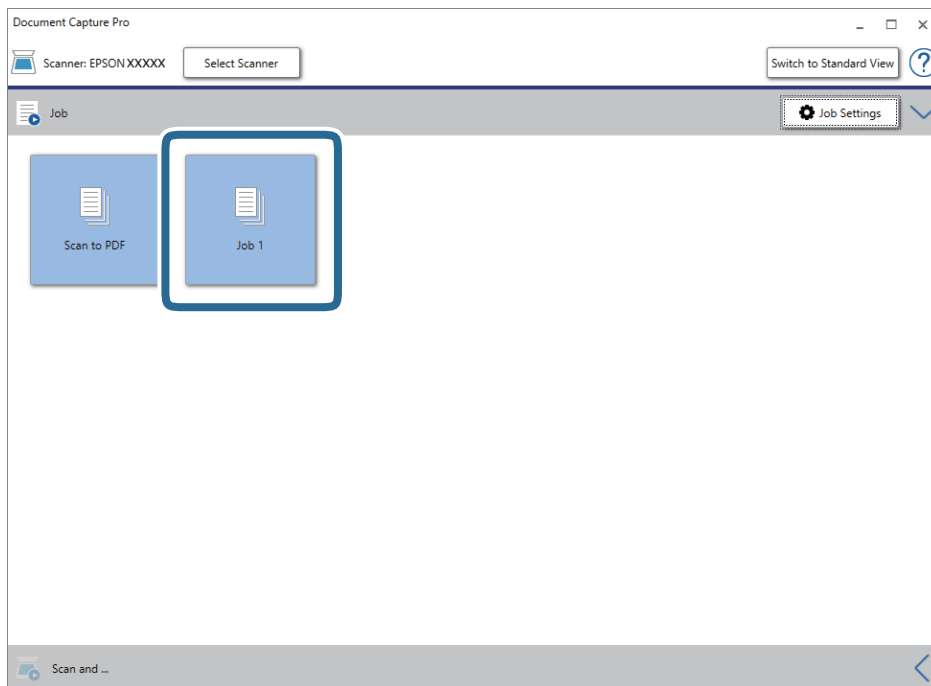 Document Capture Pro
Scanner: EPSON XXXXX
Select Scanner
Switch to Standard View
?
Job
Job Settings
Scan to PDF
Job 1
Scan and ...